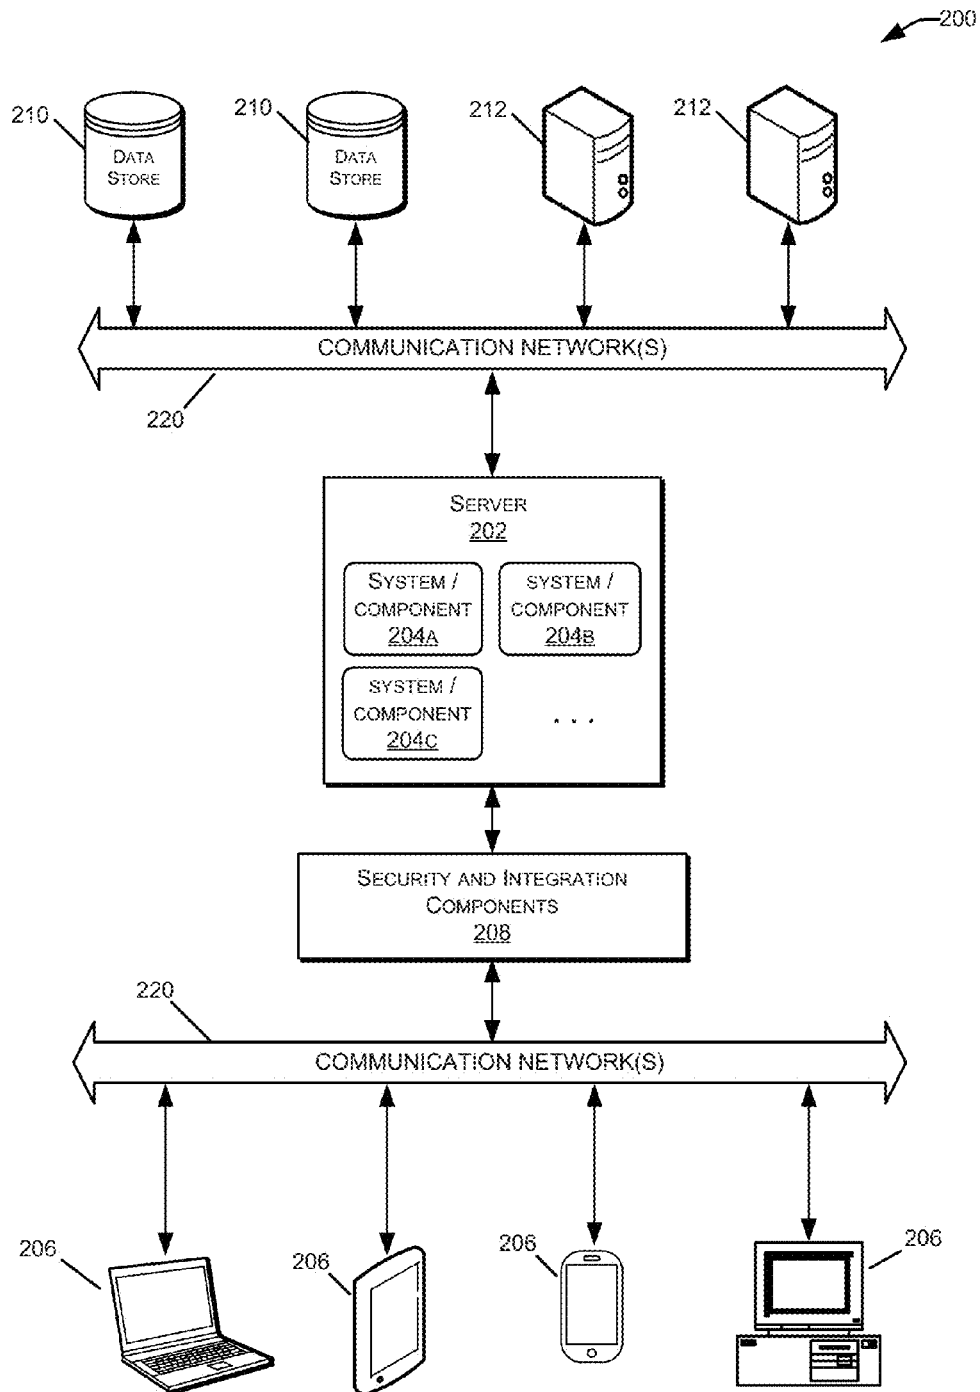 200
210
210
212
212
DATA
STORE
DATA
STORE
COMMUNICATION NETWORK(S)
220
SERVER
202
SYSTEM /
COMPONENT
204A
SYSTEM /
COMPONENT
204B
SYSTEM /
COMPONENT
204C
. . .
SECURITY AND INTEGRATION
COMPONENTS
208
220
COMMUNICATION NETWORK(S)
206
206
206
206